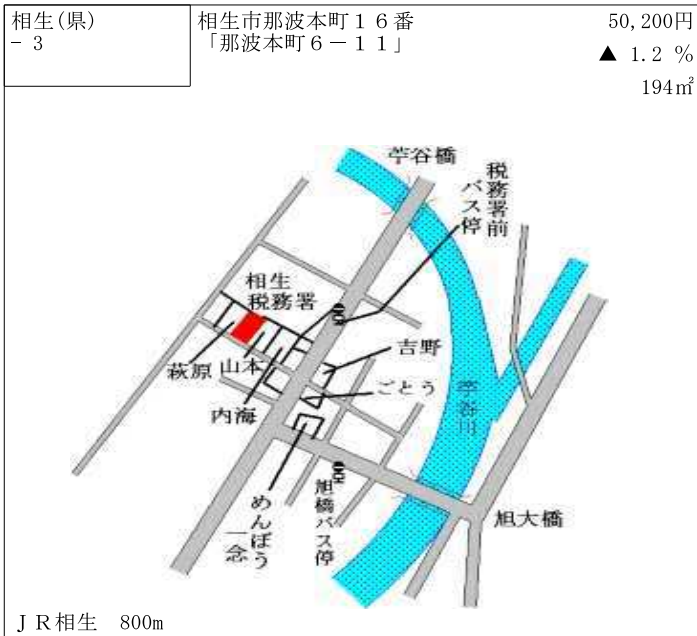 相生(県)
- 3
相生市那波本町１６番
「那波本町６－１１」
50,200円
▲ 1.2 %
194㎡
苧谷橋
税務署前
バス停
相生
税務署
吉野
萩原
山本
ごとう
内海
苧谷川
めんぼう
一念
旭橋バス停
旭大橋
ＪＲ相生 800m